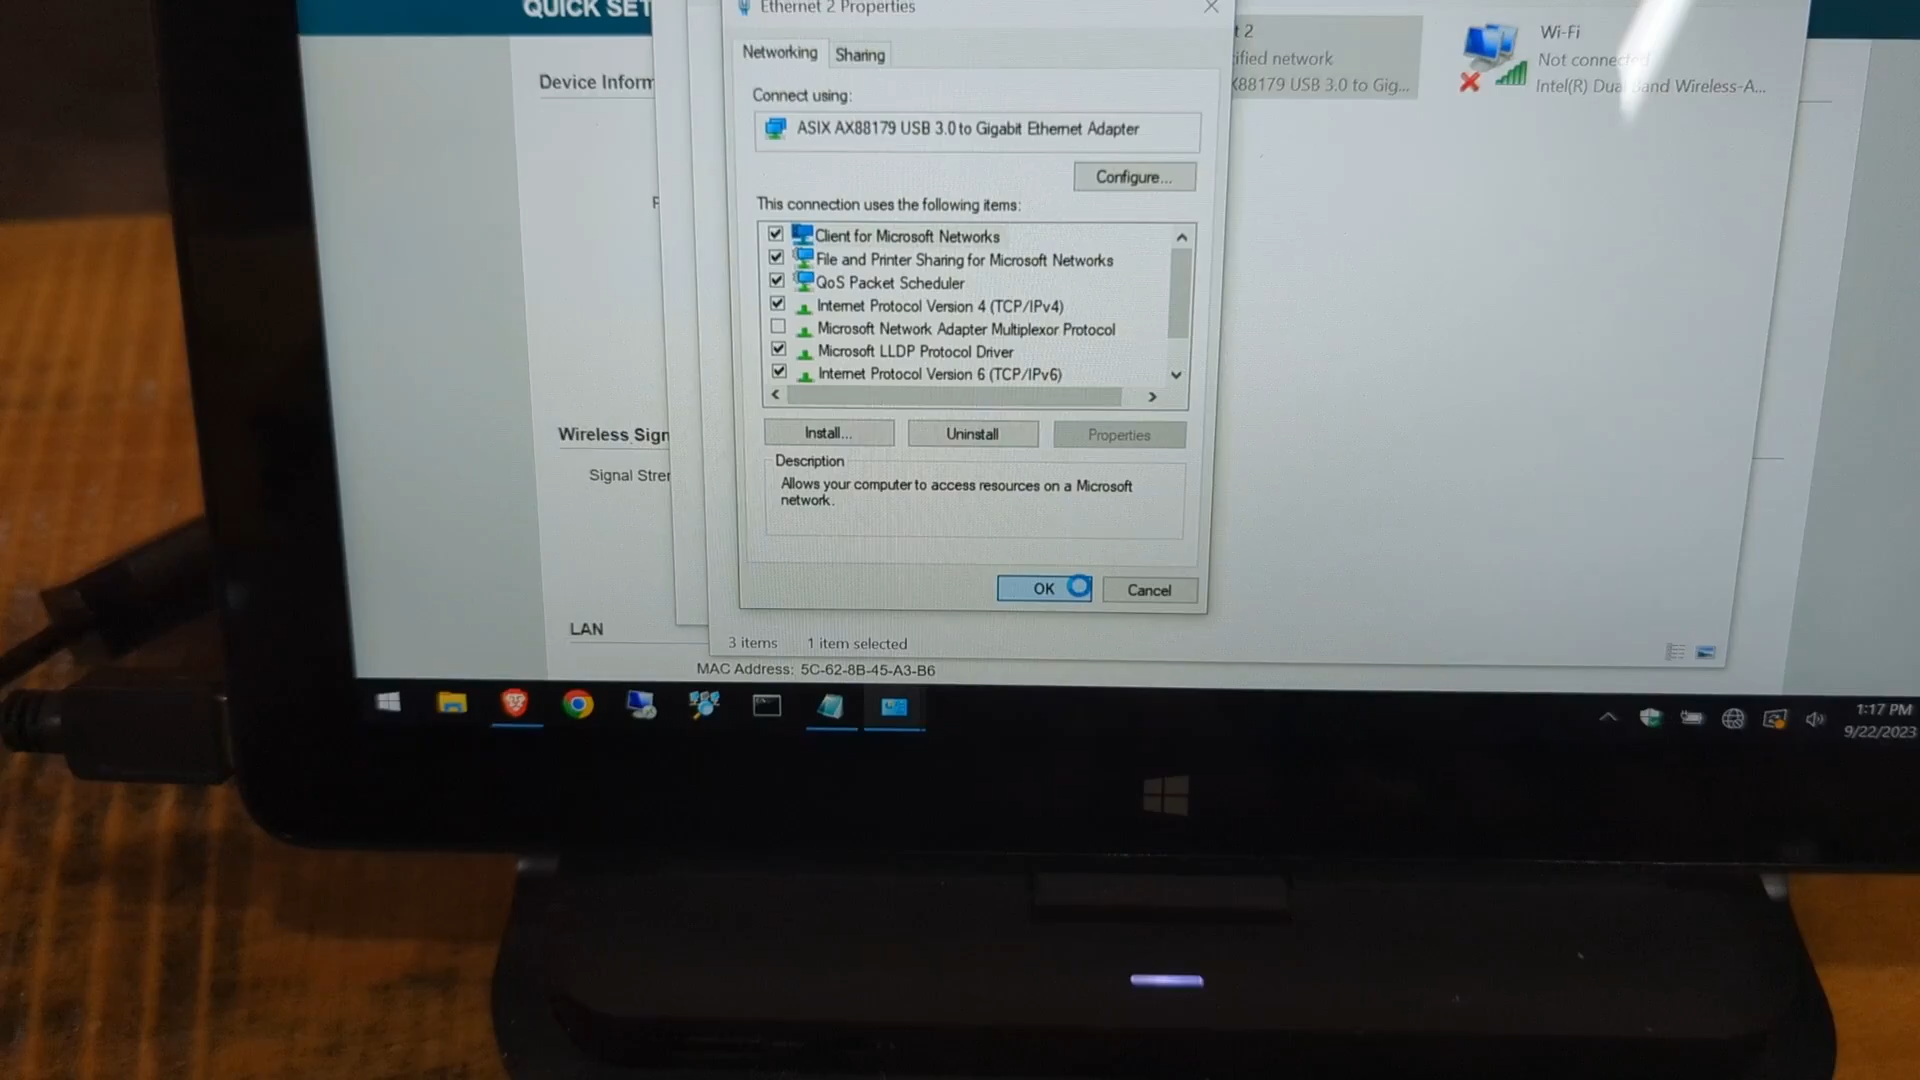 QUICK SET
Ethernet 2 Properties
t 2
Wi-Fi
Networking
Sharing
ified network
Not connected
Device Inform
88179 USB 3.0 to Gig...
Intel(R) Dual Band Wireless-A...
Connect using:
ASIX AX88179 USB 3.0 to Gigabit Ethernet Adapter
Configure...
This connection uses the following items:
Client for Microsoft Networks
File and Printer Sharing for Microsoft Networks
QoS Packet Scheduler
Internet Protocol Version 4 (TCP/IPv4)
Microsoft Network Adapter Multiplexor Protocol
Microsoft LLDP Protocol Driver
Internet Protocol Version 6 (TCP/IPv6)
Install...
Uninstall
Properties
Wireless Sign
Description
Signal Stren
Allows your computer to access resources on a Microsoft
network.
OK
Cancel
LAN
3 items
1 item selected
MAC Address: 5C-62-8B-45-A3-B6
1:17 PM
9/22/2023